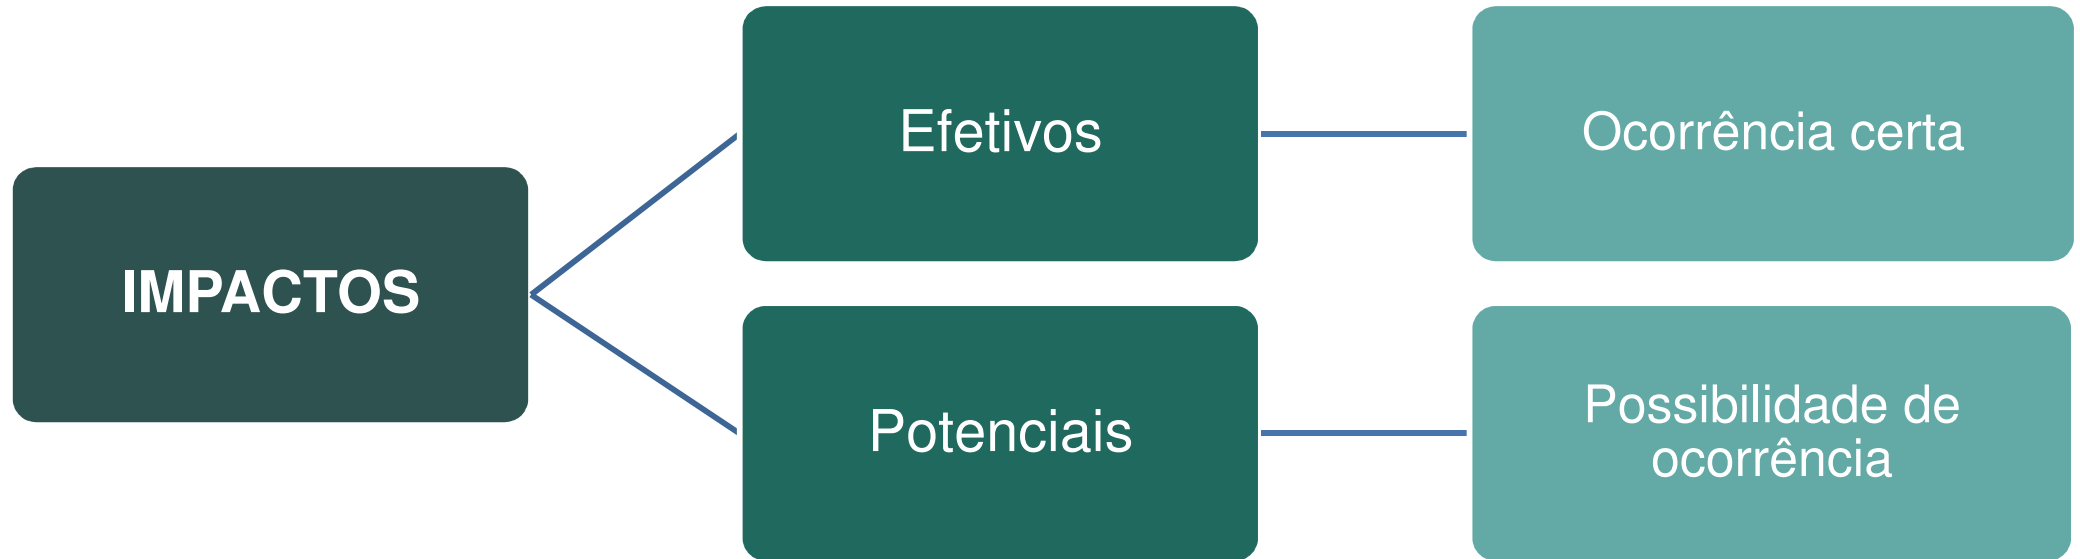 IMPACTOS
Efetivos
Ocorrência certa
Potenciais
Possibilidade de
ocorrência